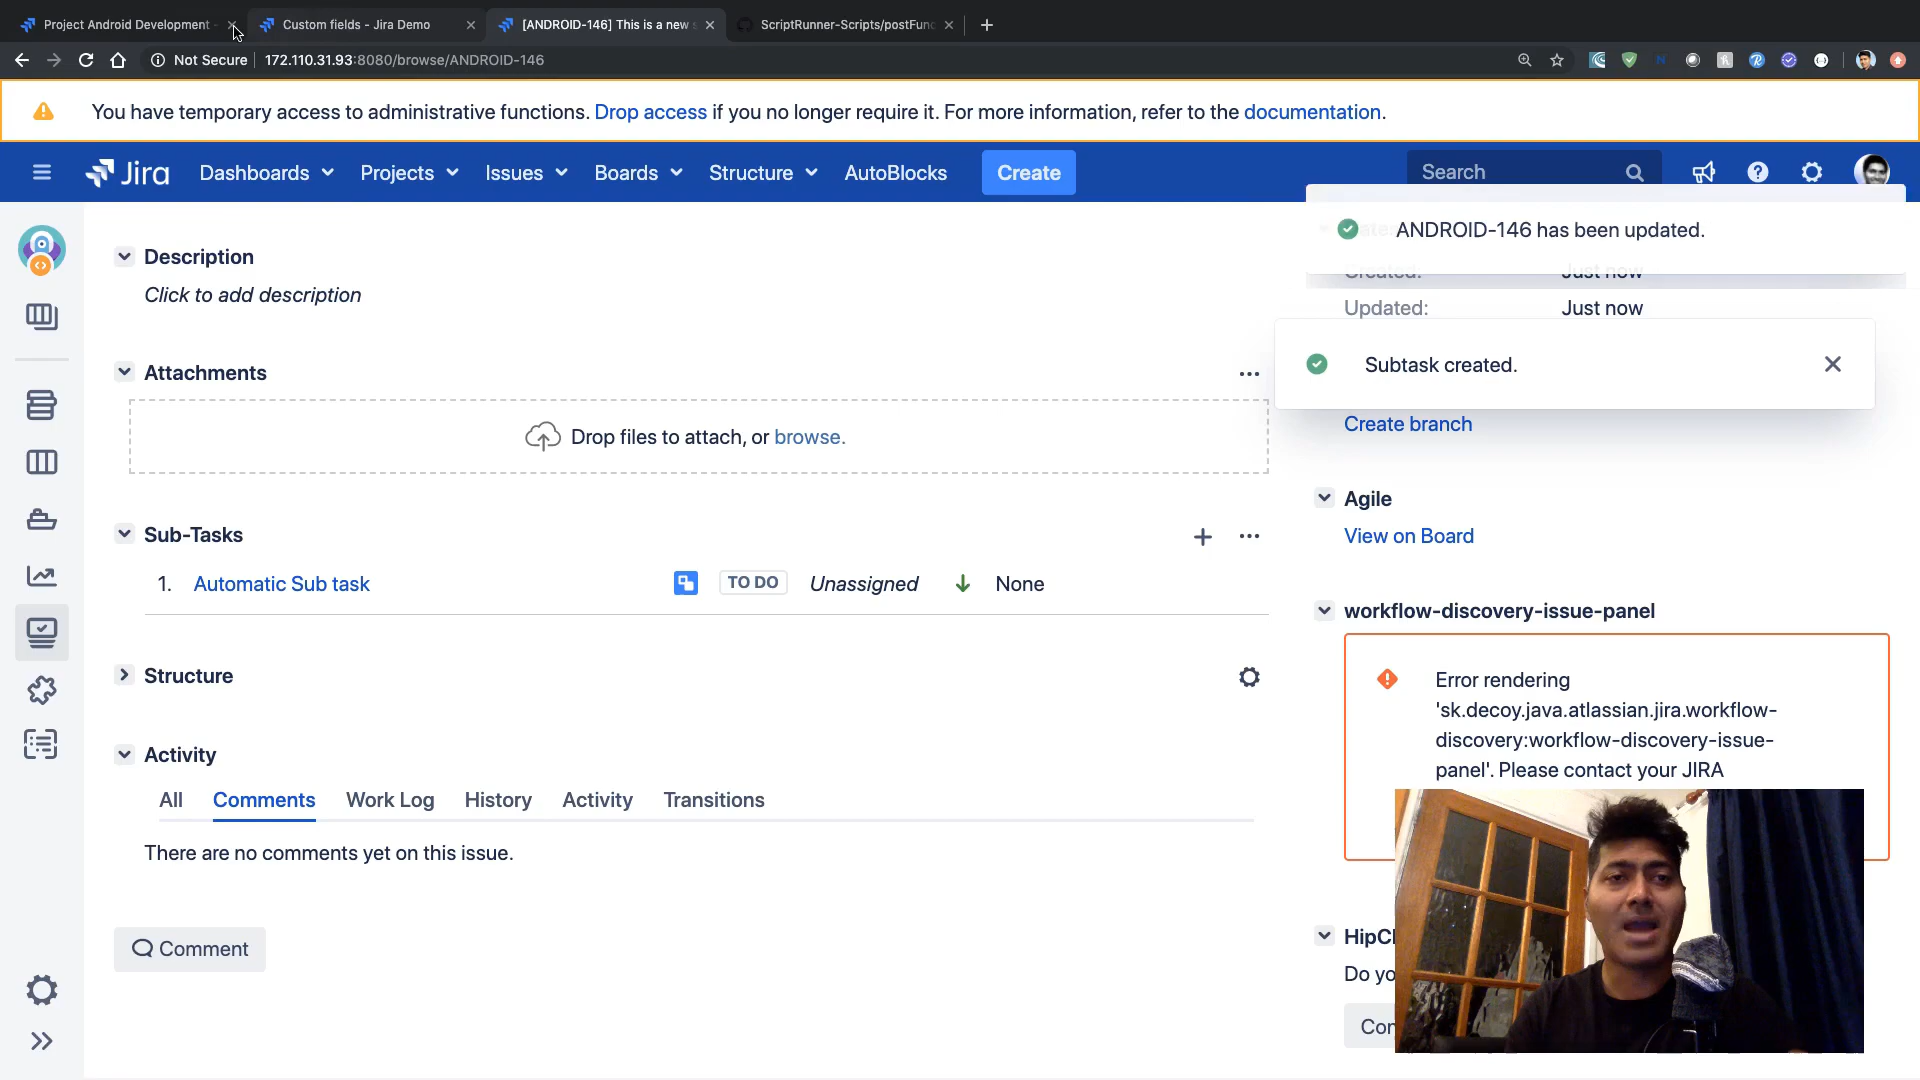 Project Android Development -
Custom fields - Jira Demo
[ANDROID-146] This is a new s
ScriptRunner-Scripts/postFunc
Not Secure
172.110.31.93:8080/browse/ANDROID-146
You have temporary access to administrative functions. Drop access if you no longer require it. For more information, refer to the documentation.
Jira
Dashboards
Projects
Issues
Boards
Structure
AutoBlocks
Create
Search
ANDROID-146 has been updated.
Created:
Just now
Updated:
Just now
Subtask created.
Create branch
Description
Click to add description
Attachments
Drop files to attach, or browse.
Sub-Tasks
1. Automatic Sub task
TO DO
Unassigned
None
Structure
Activity
All
Comments
Work Log
History
Activity
Transitions
There are no comments yet on this issue.
Comment
Agile
View on Board
workflow-discovery-issue-panel
Error rendering
'sk.decoy.java.atlassian.jira.workflow-
discovery:workflow-discovery-issue-
panel'. Please contact your JIRA
HipC
Do yo
Con